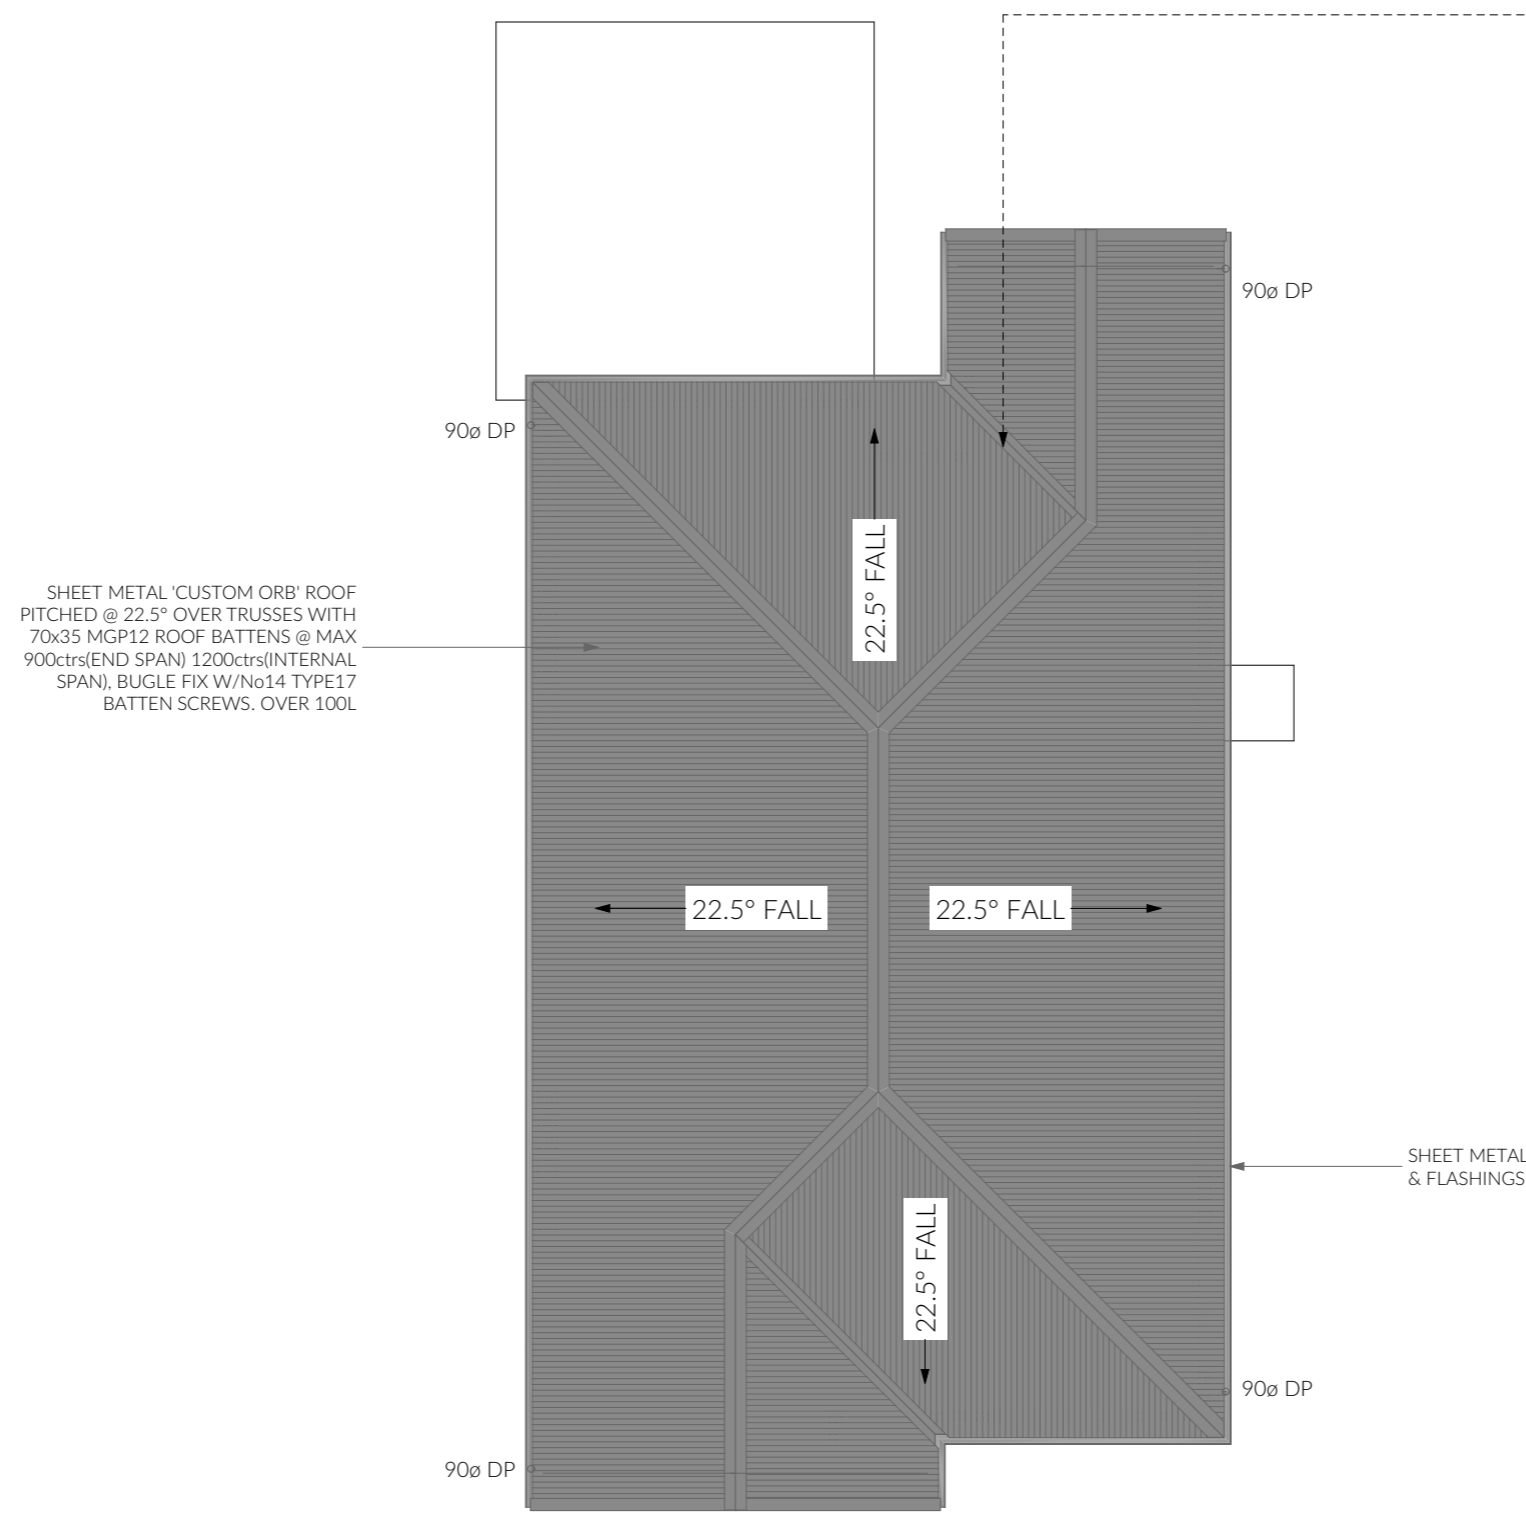 90ø DP
90ø DP
22.5° FALL
SHEET METAL 'CUSTOM ORB' ROOF
PITCHED @ 22.5° OVER TRUSSES WITH
70x35 MGP12 ROOF BATTENS @ MAX
900ctrs(END SPAN) 1200ctrs(INTERNAL
SPAN), BUGLE FIX W/No14 TYPE17
BATTEN SCREWS. OVER 100L
22.5° FALL
22.5° FALL
SHEET METAL
& FLASHINGS
22.5° FALL
90ø DP
90ø DP